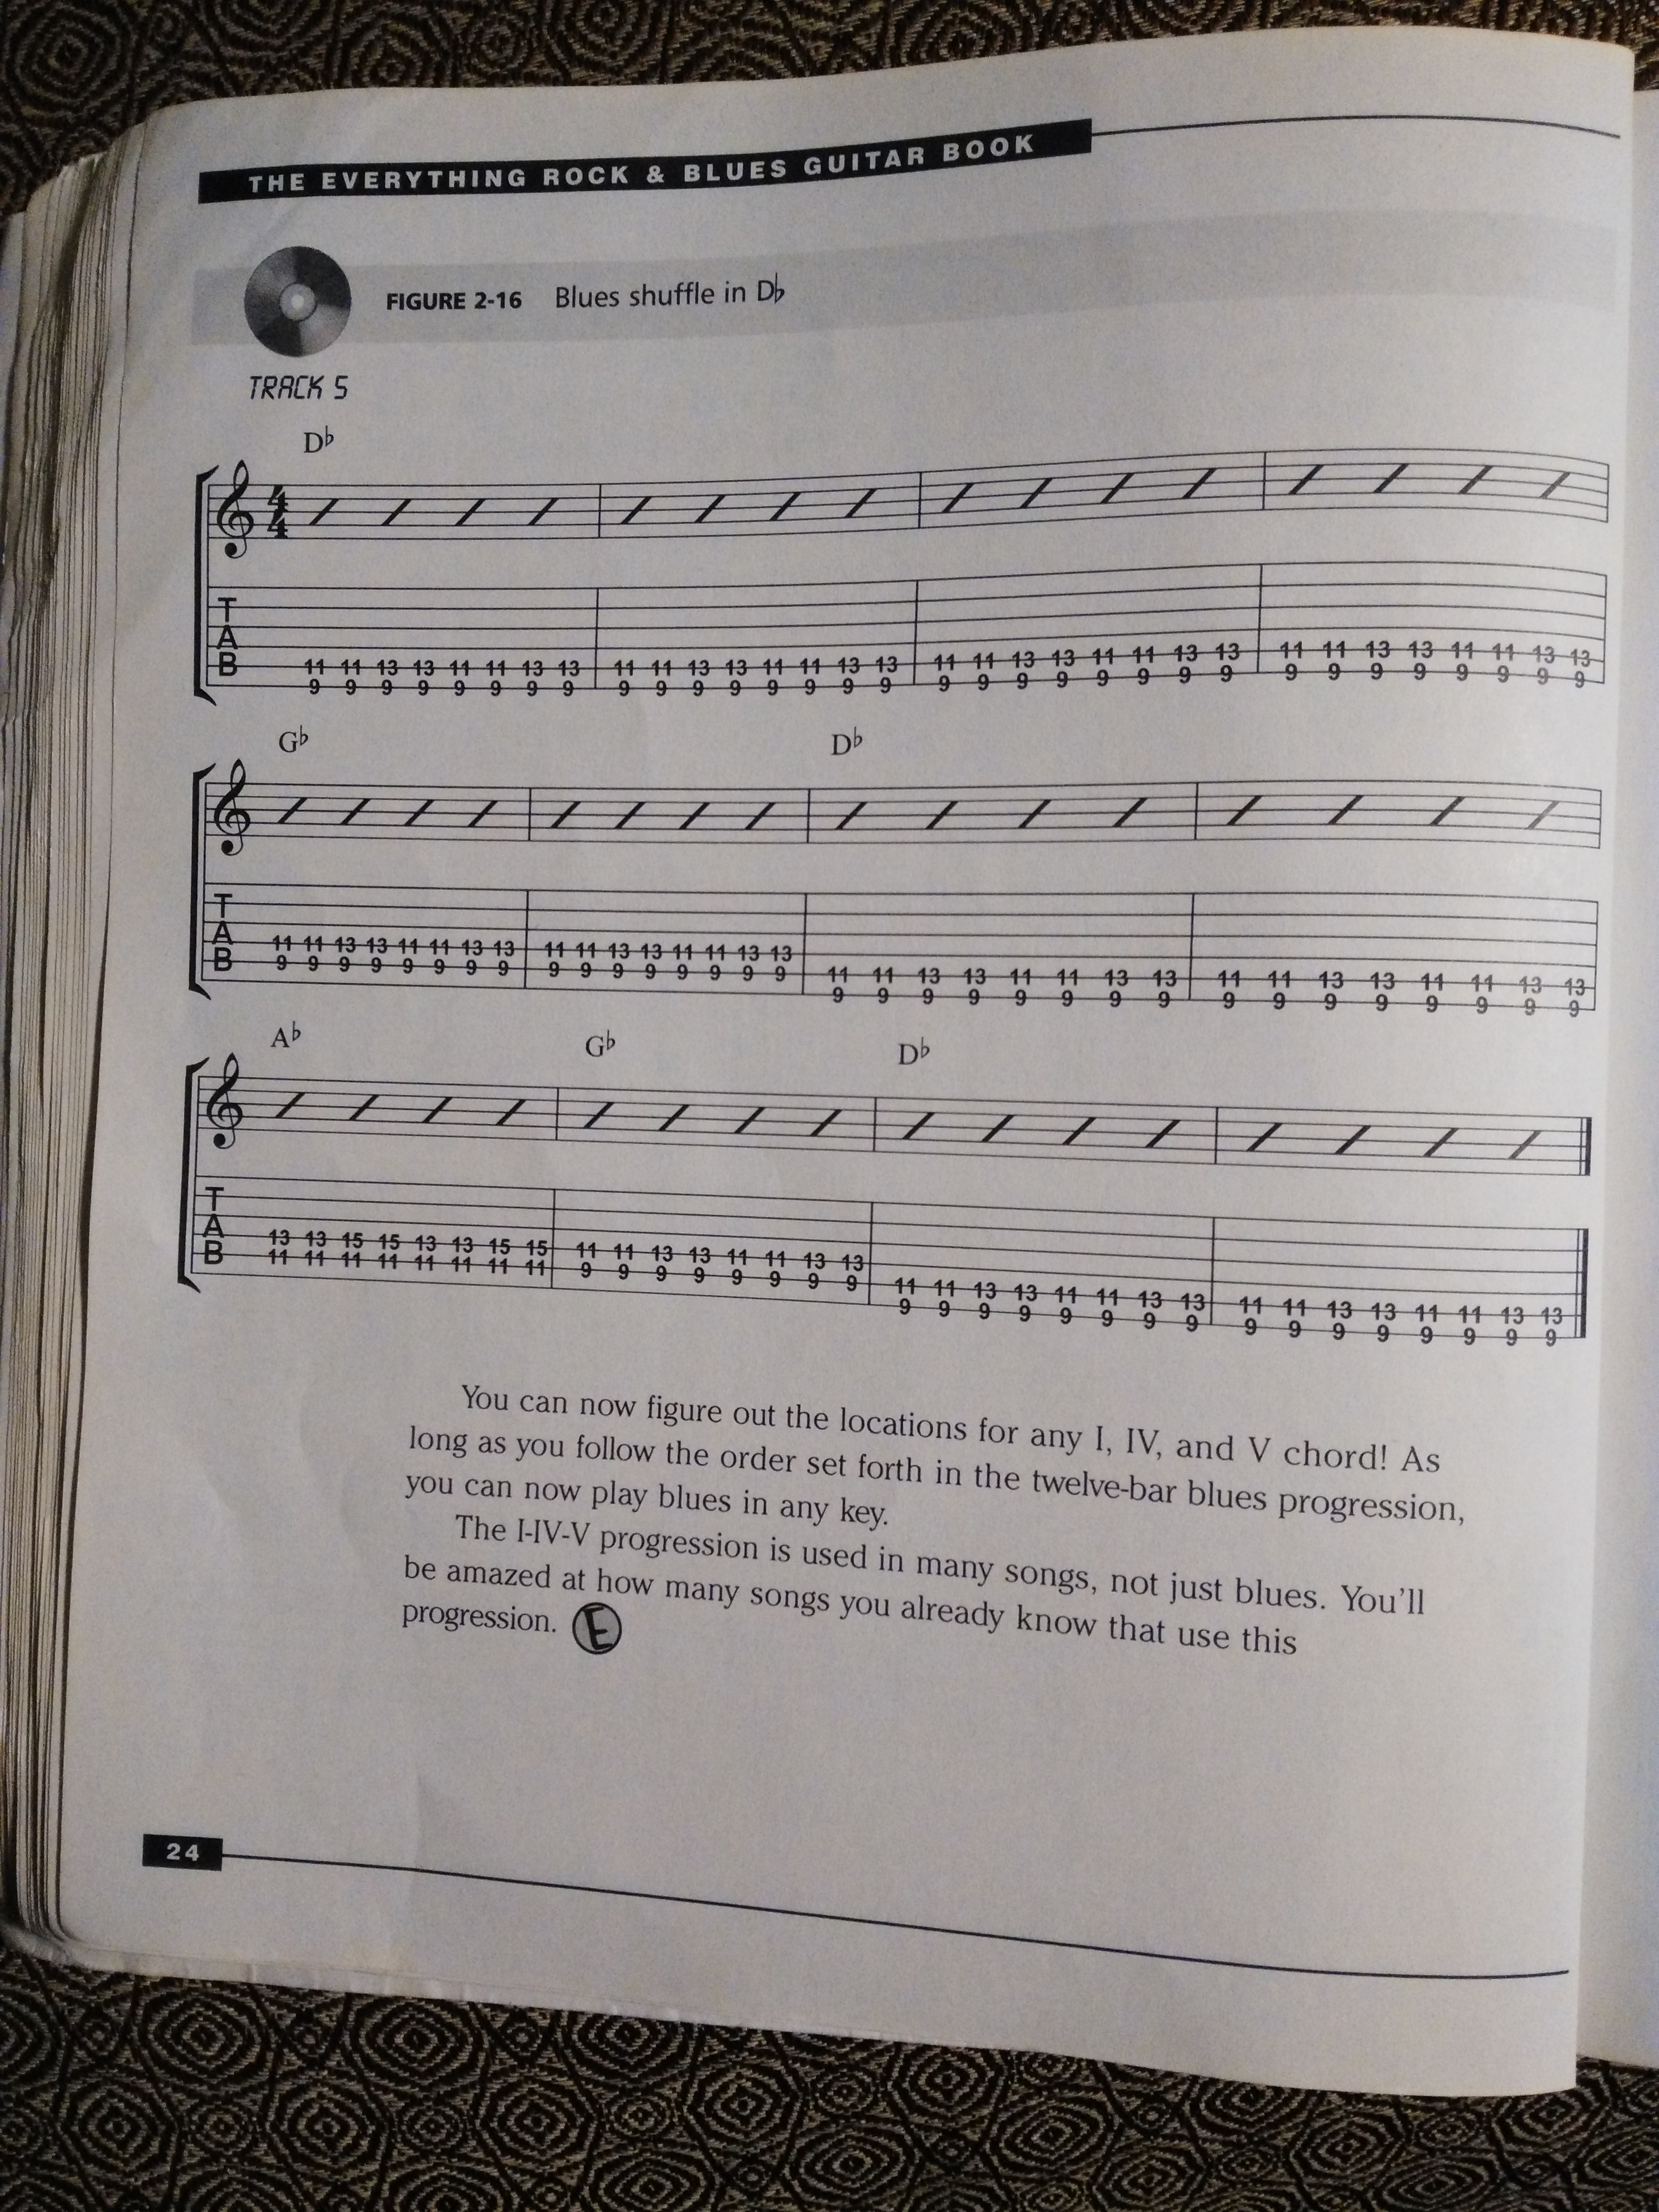 THE EVERYTHING ROCK & BLUES GUITAR BOOK
FIGURE 2-16 Blues shuffle in D♭
TRACK 5
D♭
4
4
T
A
B
11 11 13 13 11 11 13 13 11 11 13 13 11 11 13 13 11 11 13 13 11 11 13 13 11 11 13 13 11 11 13 13
9 9 9 9 9 9 9 9 9 9 9 9 9 9 9 9 9 9 9 9 9 9 9 9 9 9 9 9 9 9 9 9
G♭ D♭
T
A
B
11 11 13 13 11 11 13 13 11 11 13 13 11 11 13 13
9 9 9 9 9 9 9 9 9 9 9 9 9 9 9 9
11 11 13 13 11 11 13 13 11 11 13 13 11 11 13 13
9 9 9 9 9 9 9 9 9 9 9 9 9 9 9 9
A♭ G♭ D♭
T
A
B
13 13 15 15 13 13 15 15 11 11 13 13 11 11 13 13
11 11 11 11 11 11 11 11 9 9 9 9 9 9 9 9
11 11 13 13 11 11 13 13 11 11 13 13 11 11 13 13
9 9 9 9 9 9 9 9 9 9 9 9 9 9 9 9
You can now figure out the locations for any I, IV, and V chord! As
long as you follow the order set forth in the twelve-bar blues progression,
you can now play blues in any key.
The I-IV-V progression is used in many songs, not just blues. You'll
be amazed at how many songs you already know that use this
progression. E
24